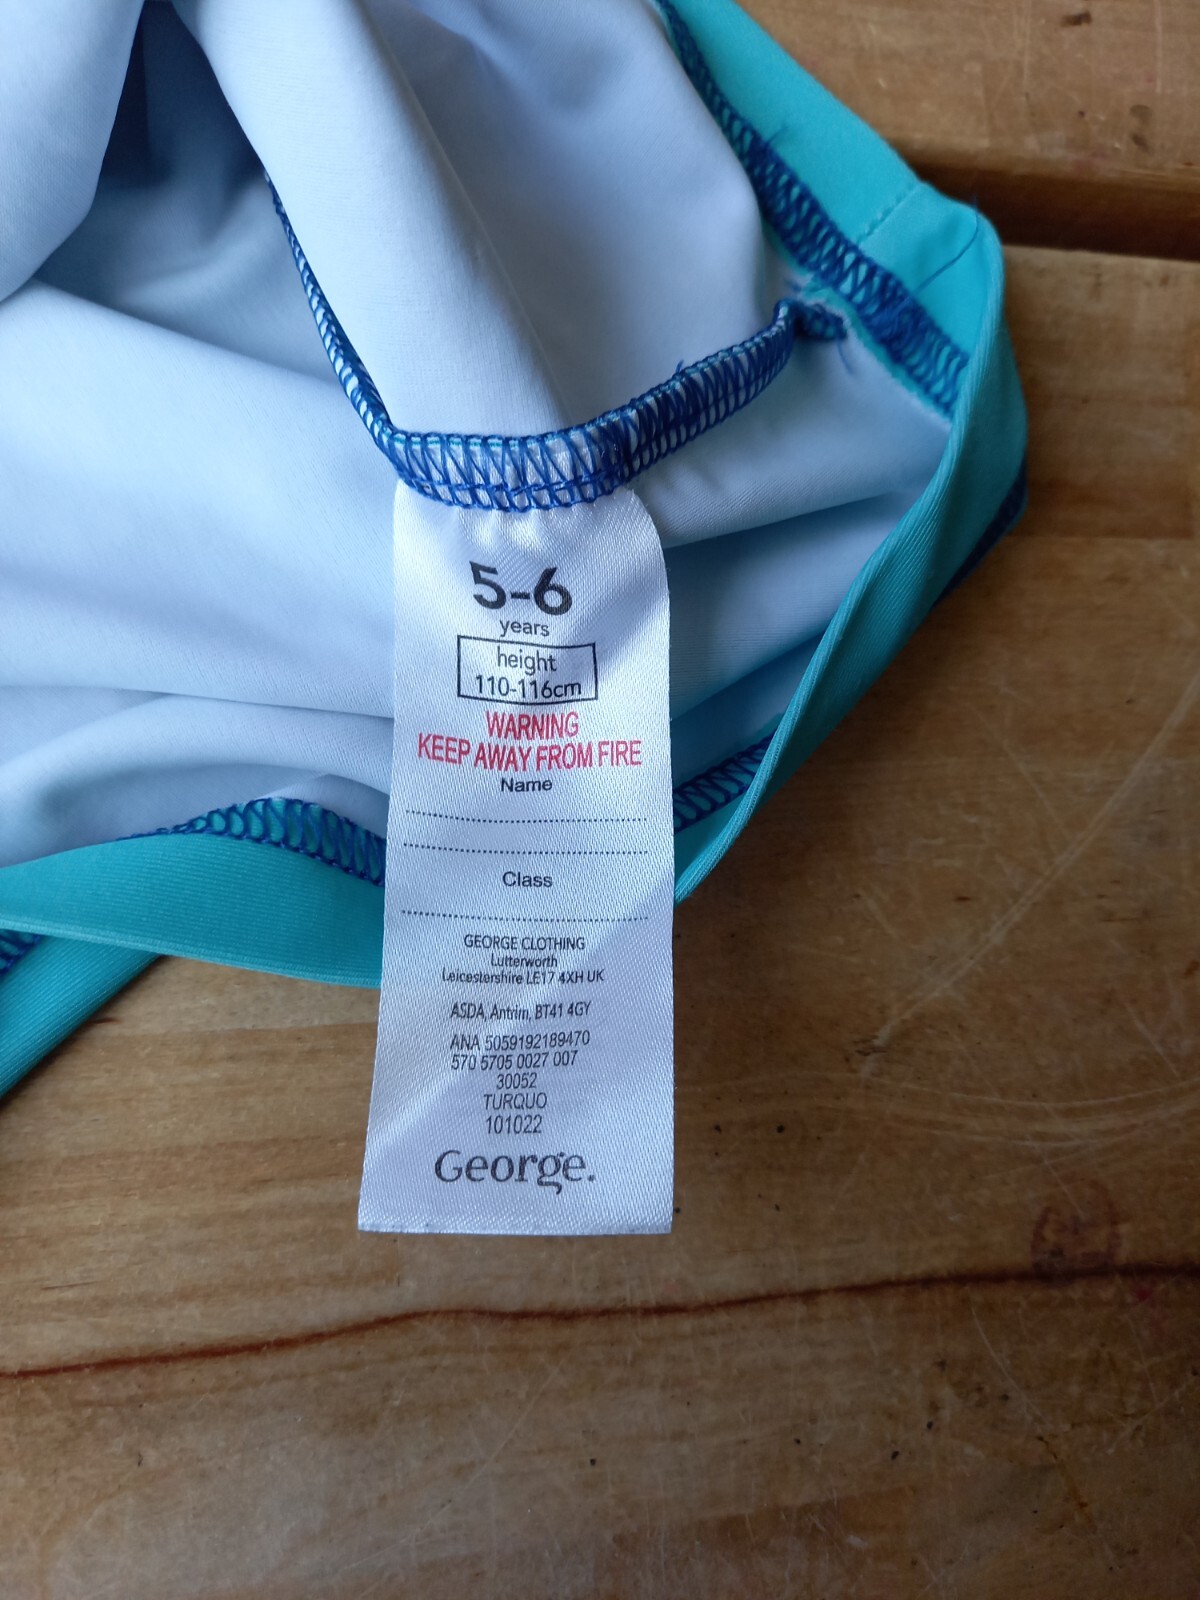 5-6
years
height
110-116cm
WARNING
KEEP AWAY FROM FIRE
Name
Class
GEORGE CLOTHING
Lutterworth
Leicestershire LE17 4XH UK
ASDA, Antrim, BT41 4GY
ANA 5059192189470
570 5705 0027 007
30052
TURQUO
101022
George.